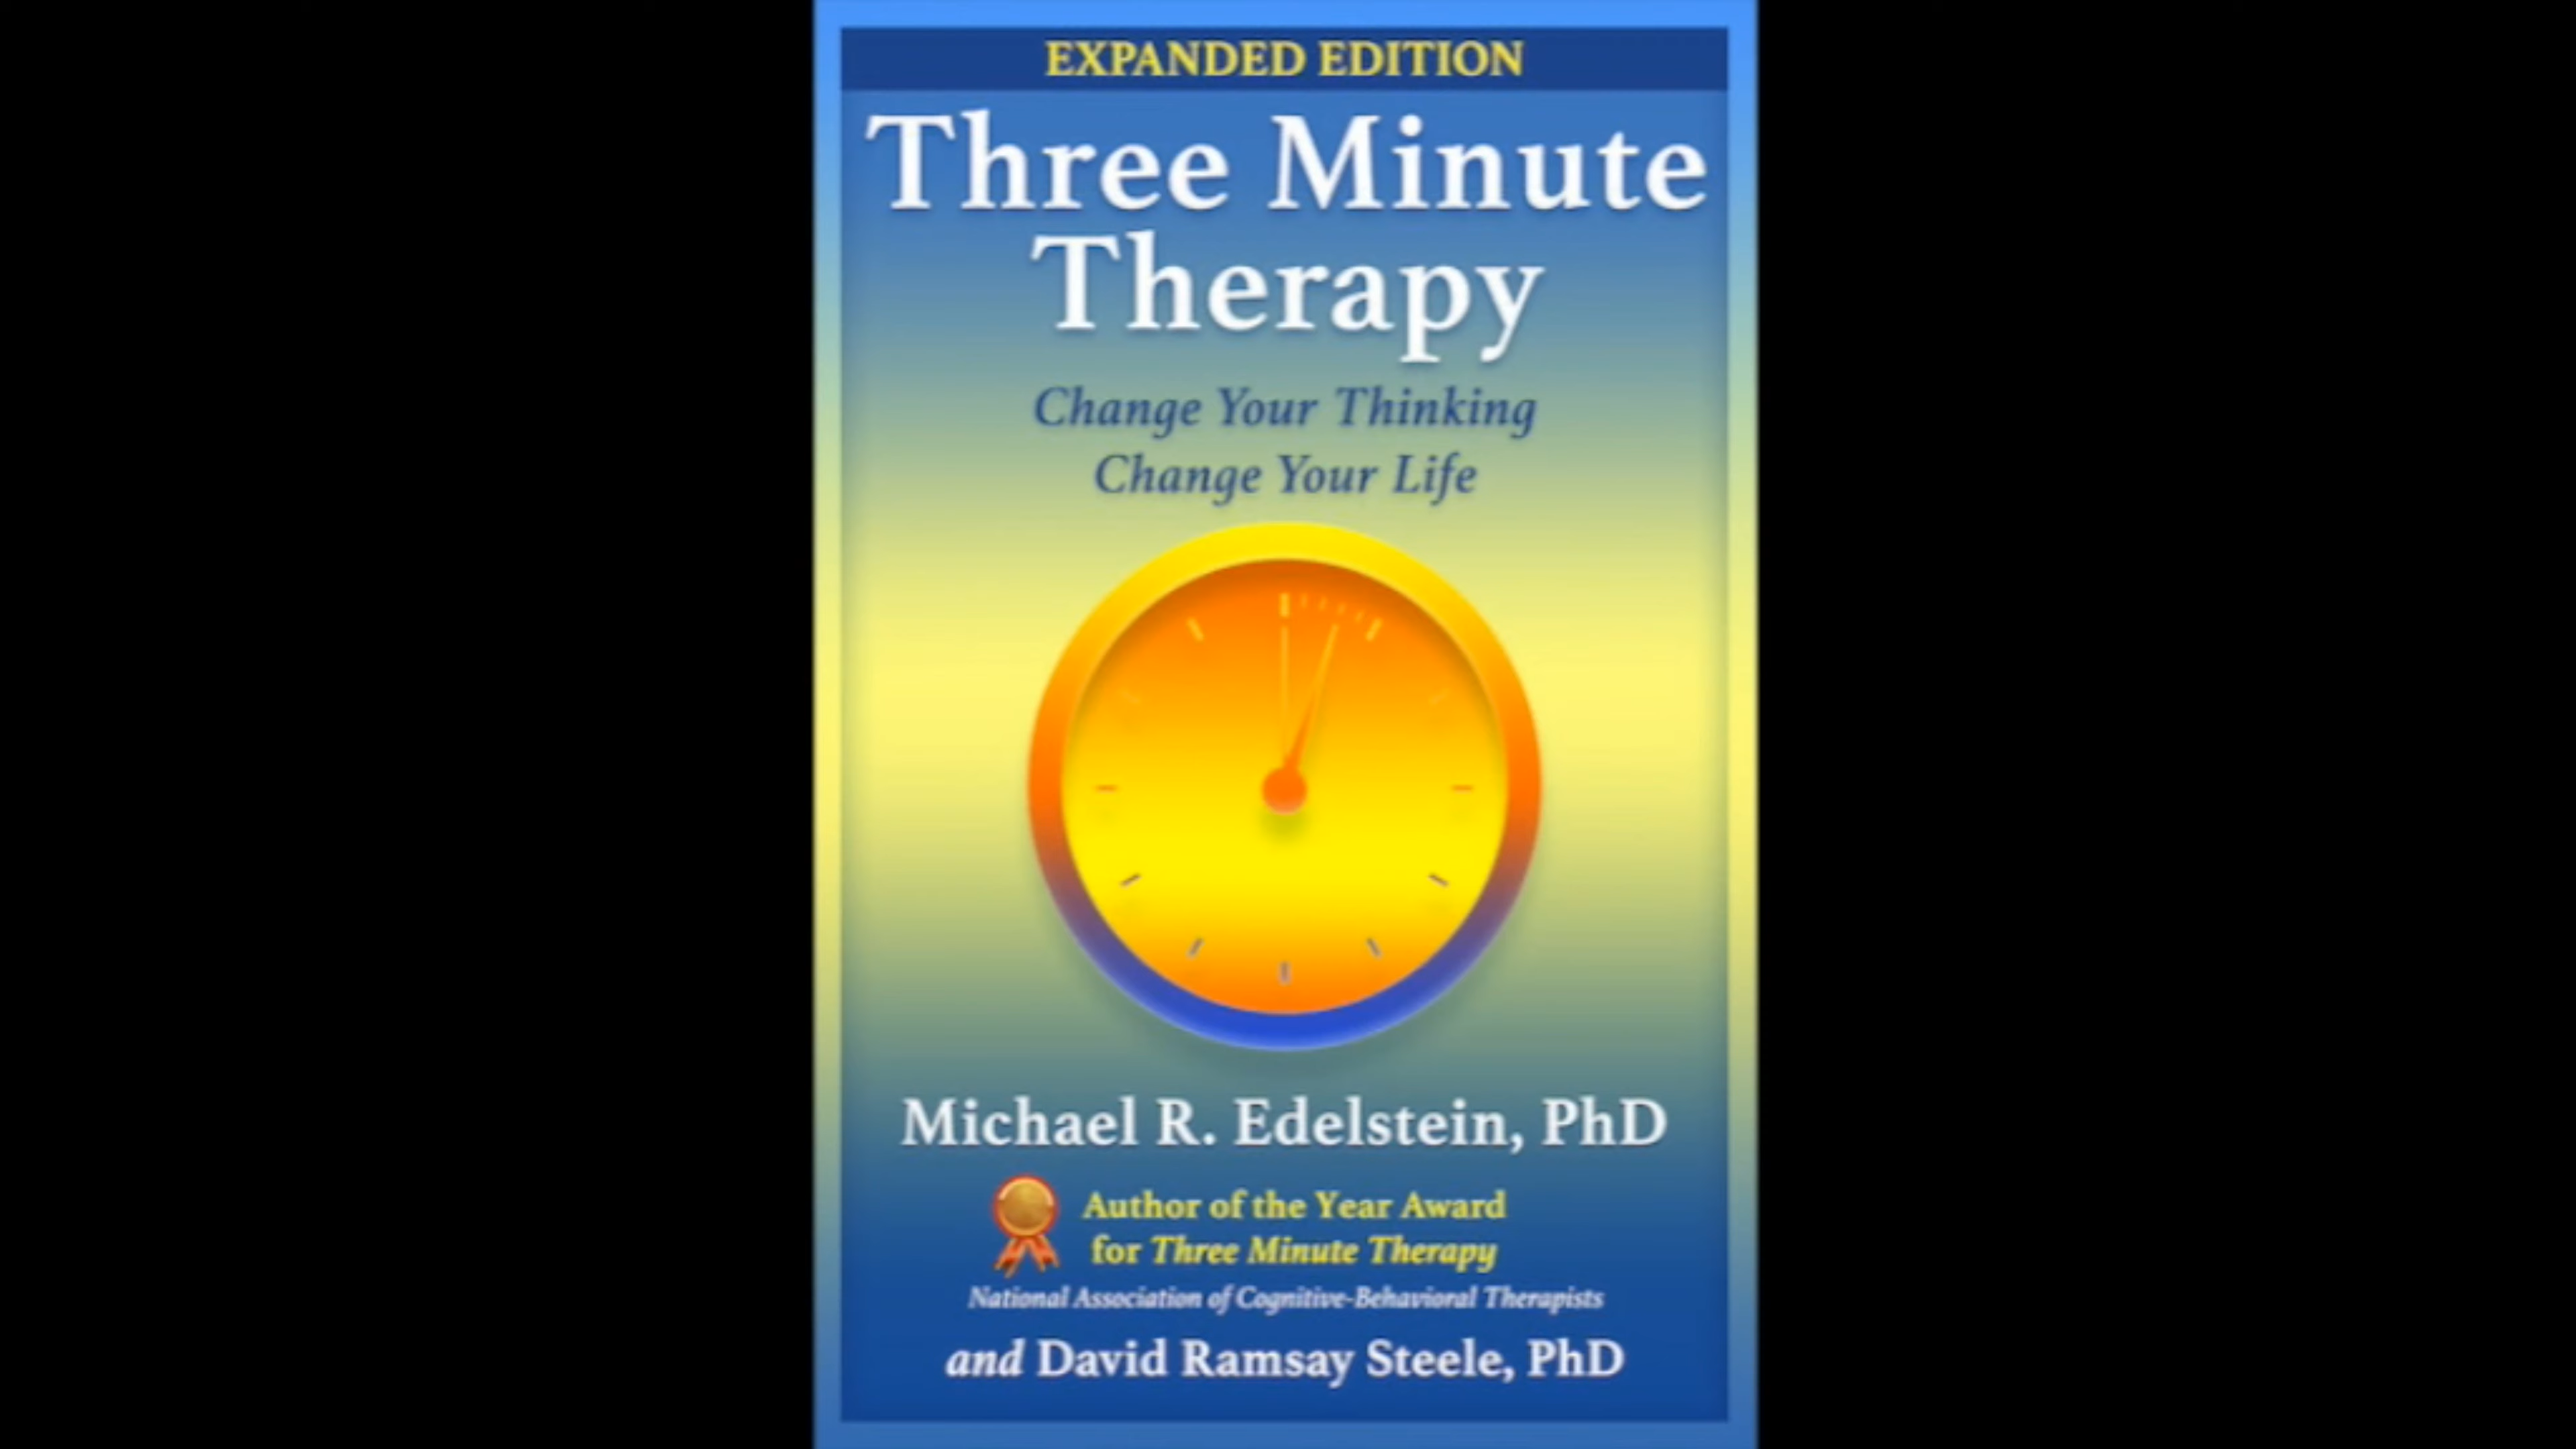 EXPANDED EDITION
Three Minute
Therapy
Change Your Thinking
Change Your Life
Michael R. Edelstein, PhD
Author of the Year Award
for Three Minute Therapy
National Association of Cognitive-Behavioral Therapists
and David Ramsay Steele, PhD